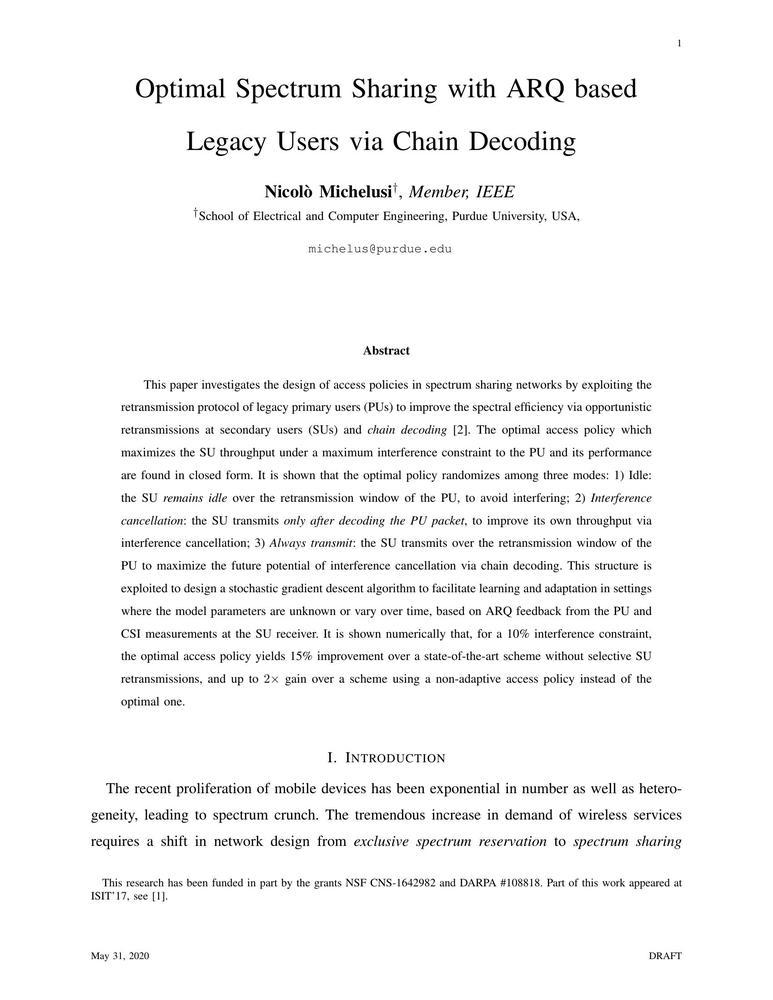 1
Optimal Spectrum Sharing with ARQ based
Legacy Users via Chain Decoding
Nicolò Michelusi†, Member, IEEE
†School of Electrical and Computer Engineering, Purdue University, USA,
michelus@purdue.edu
Abstract
This paper investigates the design of access policies in spectrum sharing networks by exploiting the
retransmission protocol of legacy primary users (PUs) to improve the spectral efficiency via opportunistic
retransmissions at secondary users (SUs) and chain decoding [2]. The optimal access policy which
maximizes the SU throughput under a maximum interference constraint to the PU and its performance
are found in closed form. It is shown that the optimal policy randomizes among three modes: 1) Idle:
the SU remains idle over the retransmission window of the PU, to avoid interfering; 2) Interference
cancellation: the SU transmits only after decoding the PU packet, to improve its own throughput via
interference cancellation; 3) Always transmit: the SU transmits over the retransmission window of the
PU to maximize the future potential of interference cancellation via chain decoding. This structure is
exploited to design a stochastic gradient descent algorithm to facilitate learning and adaptation in settings
where the model parameters are unknown or vary over time, based on ARQ feedback from the PU and
CSI measurements at the SU receiver. It is shown numerically that, for a 10% interference constraint,
the optimal access policy yields 15% improvement over a state-of-the-art scheme without selective SU
retransmissions, and up to 2× gain over a scheme using a non-adaptive access policy instead of the
optimal one.
I. INTRODUCTION
The recent proliferation of mobile devices has been exponential in number as well as hetero-
geneity, leading to spectrum crunch. The tremendous increase in demand of wireless services
requires a shift in network design from exclusive spectrum reservation to spectrum sharing
This research has been funded in part by the grants NSF CNS-1642982 and DARPA #108818. Part of this work appeared at
ISIT'17, see [1].
May 31, 2020
DRAFT